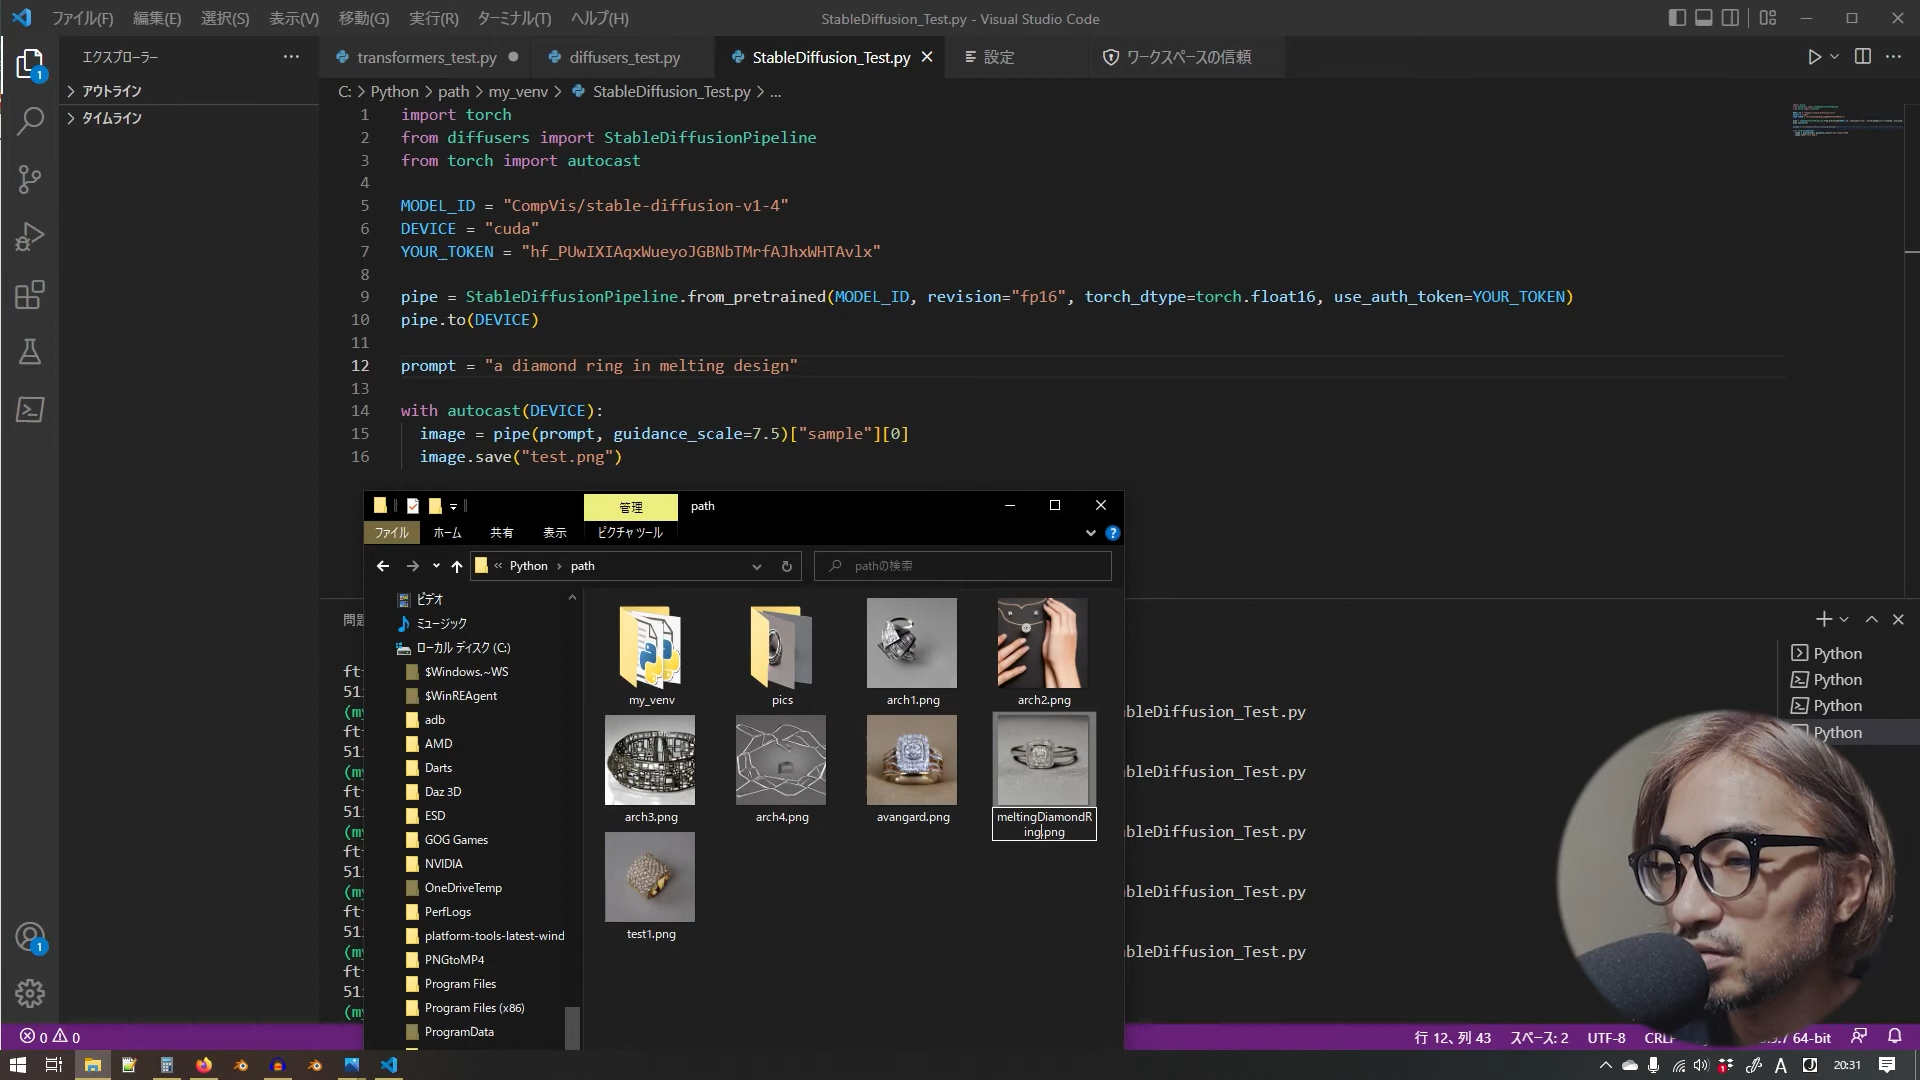 ファイル(F) 編集(E) 選択(S) 表示(V) 移動(G) 実行(R) ターミナル(T) ヘルプ(H)
StableDiffusion_Test.py - Visual Studio Code
エクスプローラー
アウトライン
タイムライン
transformers_test.py
diffusers_test.py
StableDiffusion_Test.py
設定
ワークスペースの信頼
C: > Python > path > my_venv > StableDiffusion_Test.py > ...
1 import torch
2 from diffusers import StableDiffusionPipeline
3 from torch import autocast
4
5 MODEL_ID = "CompVis/stable-diffusion-v1-4"
6 DEVICE = "cuda"
7 YOUR_TOKEN = "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"
8
9 pipe = StableDiffusionPipeline.from_pretrained(MODEL_ID, revision="fp16", torch_dtype=torch.float16, use_auth_token=YOUR_TOKEN)
10 pipe.to(DEVICE)
11
12 prompt = "a diamond ring in melting design"
13
14 with autocast(DEVICE):
15 image = pipe(prompt, guidance_scale=7.5)["sample"][0]
16 image.save("test.png")
管理
path
ファイル ホーム 共有 表示 ピクチャ ツール
« Python > path
pathの検索
ビデオ
ミュージック
ローカル ディスク (C:)
$Windows.~WS
$WinREAgent
adb
AMD
Darts
Daz 3D
ESD
GOG Games
NVIDIA
OneDriveTemp
PerfLogs
platform-tools-latest-wind
PNGtoMP4
Program Files
Program Files (x86)
ProgramData
my_venv
pics
arch1.png
arch2.png
arch3.png
arch4.png
avangard.png
meltingDiamondR
ing.png
test1.png
bleDiffusion_Test.py
bleDiffusion_Test.py
bleDiffusion_Test.py
bleDiffusion_Test.py
bleDiffusion_Test.py
Python
Python
Python
Python
0 0
行 12、列 43 スペース: 2 UTF-8 64-bit
20:31